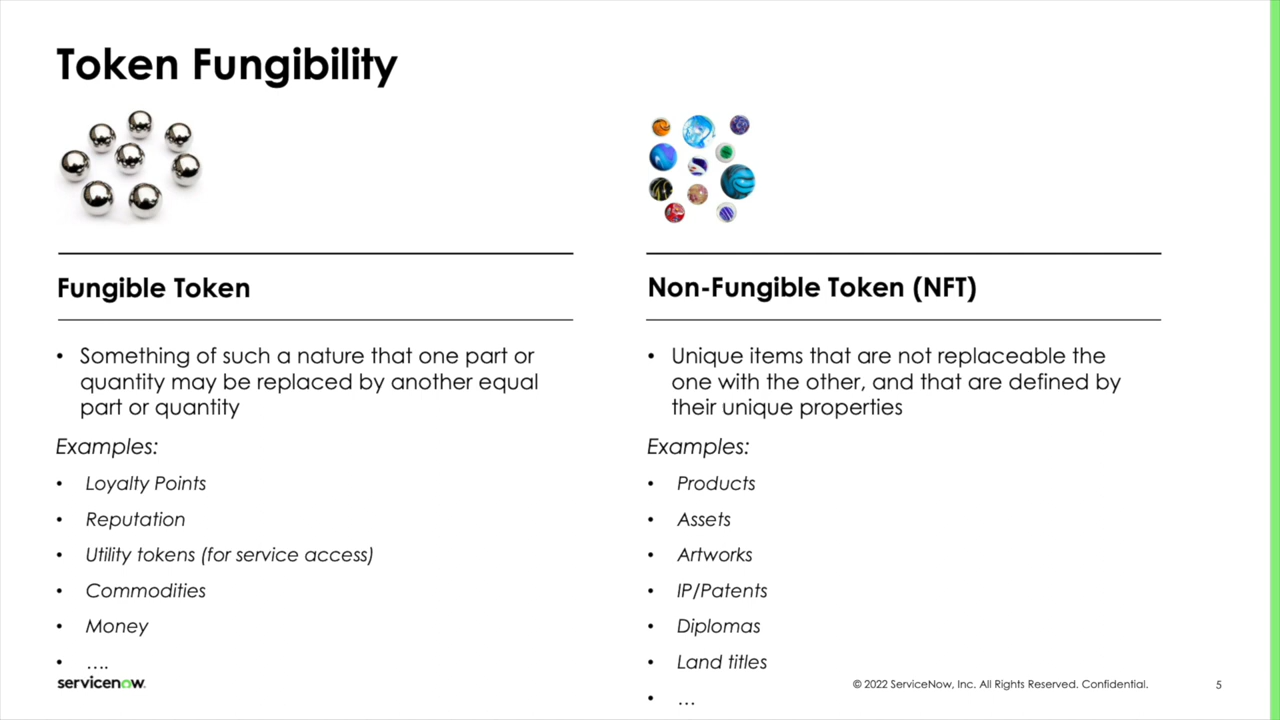 Token Fungibility
Fungible Token
• Something of such a nature that one part or
quantity may be replaced by another equal
part or quantity
Examples:
• Loyalty Points
• Reputation
• Utility tokens (for service access)
• Commodities
• Money
• ….
Non-Fungible Token (NFT)
• Unique items that are not replaceable the
one with the other, and that are defined by
their unique properties
Examples:
• Products
• Assets
• Artworks
• IP/Patents
• Diplomas
• Land titles
• …
servicenow.
© 2022 ServiceNow, Inc. All Rights Reserved. Confidential.
5